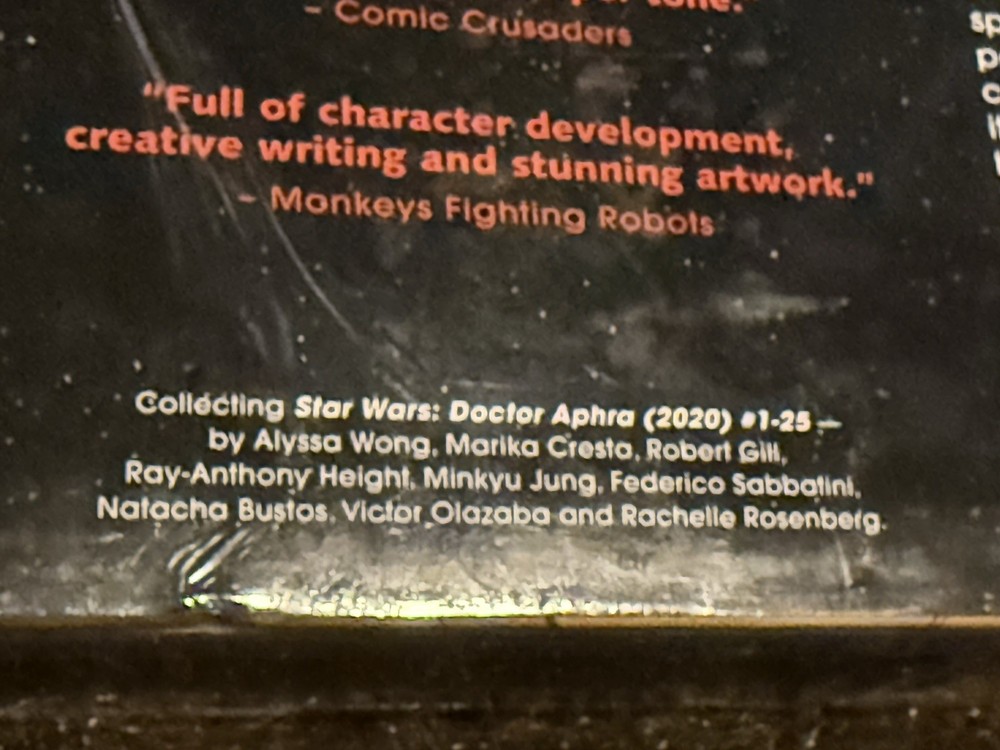 tone."
– Comic Crusaders
"Full of character development,
creative writing and stunning artwork."
– Monkeys Fighting Robots
Collecting Star Wars: Doctor Aphra (2020) #1-25 —
by Alyssa Wong, Marika Cresta, Robert Gill,
Ray-Anthony Height, Minkyu Jung, Federico Sabbatini,
Natacha Bustos, Victor Olazaba and Rachelle Rosenberg.